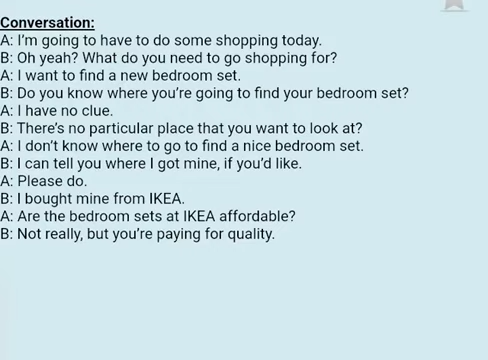 Conversation:
A: I'm going to have to do some shopping today.
B: Oh yeah? What do you need to go shopping for?
A: I want to find a new bedroom set.
B: Do you know where you're going to find your bedroom set?
A: I have no clue.
B: There's no particular place that you want to look at?
A: I don't know where to go to find a nice bedroom set.
B: I can tell you where I got mine, if you'd like.
A: Please do.
B: I bought mine from IKEA.
A: Are the bedroom sets at IKEA affordable?
B: Not really, but you're paying for quality.